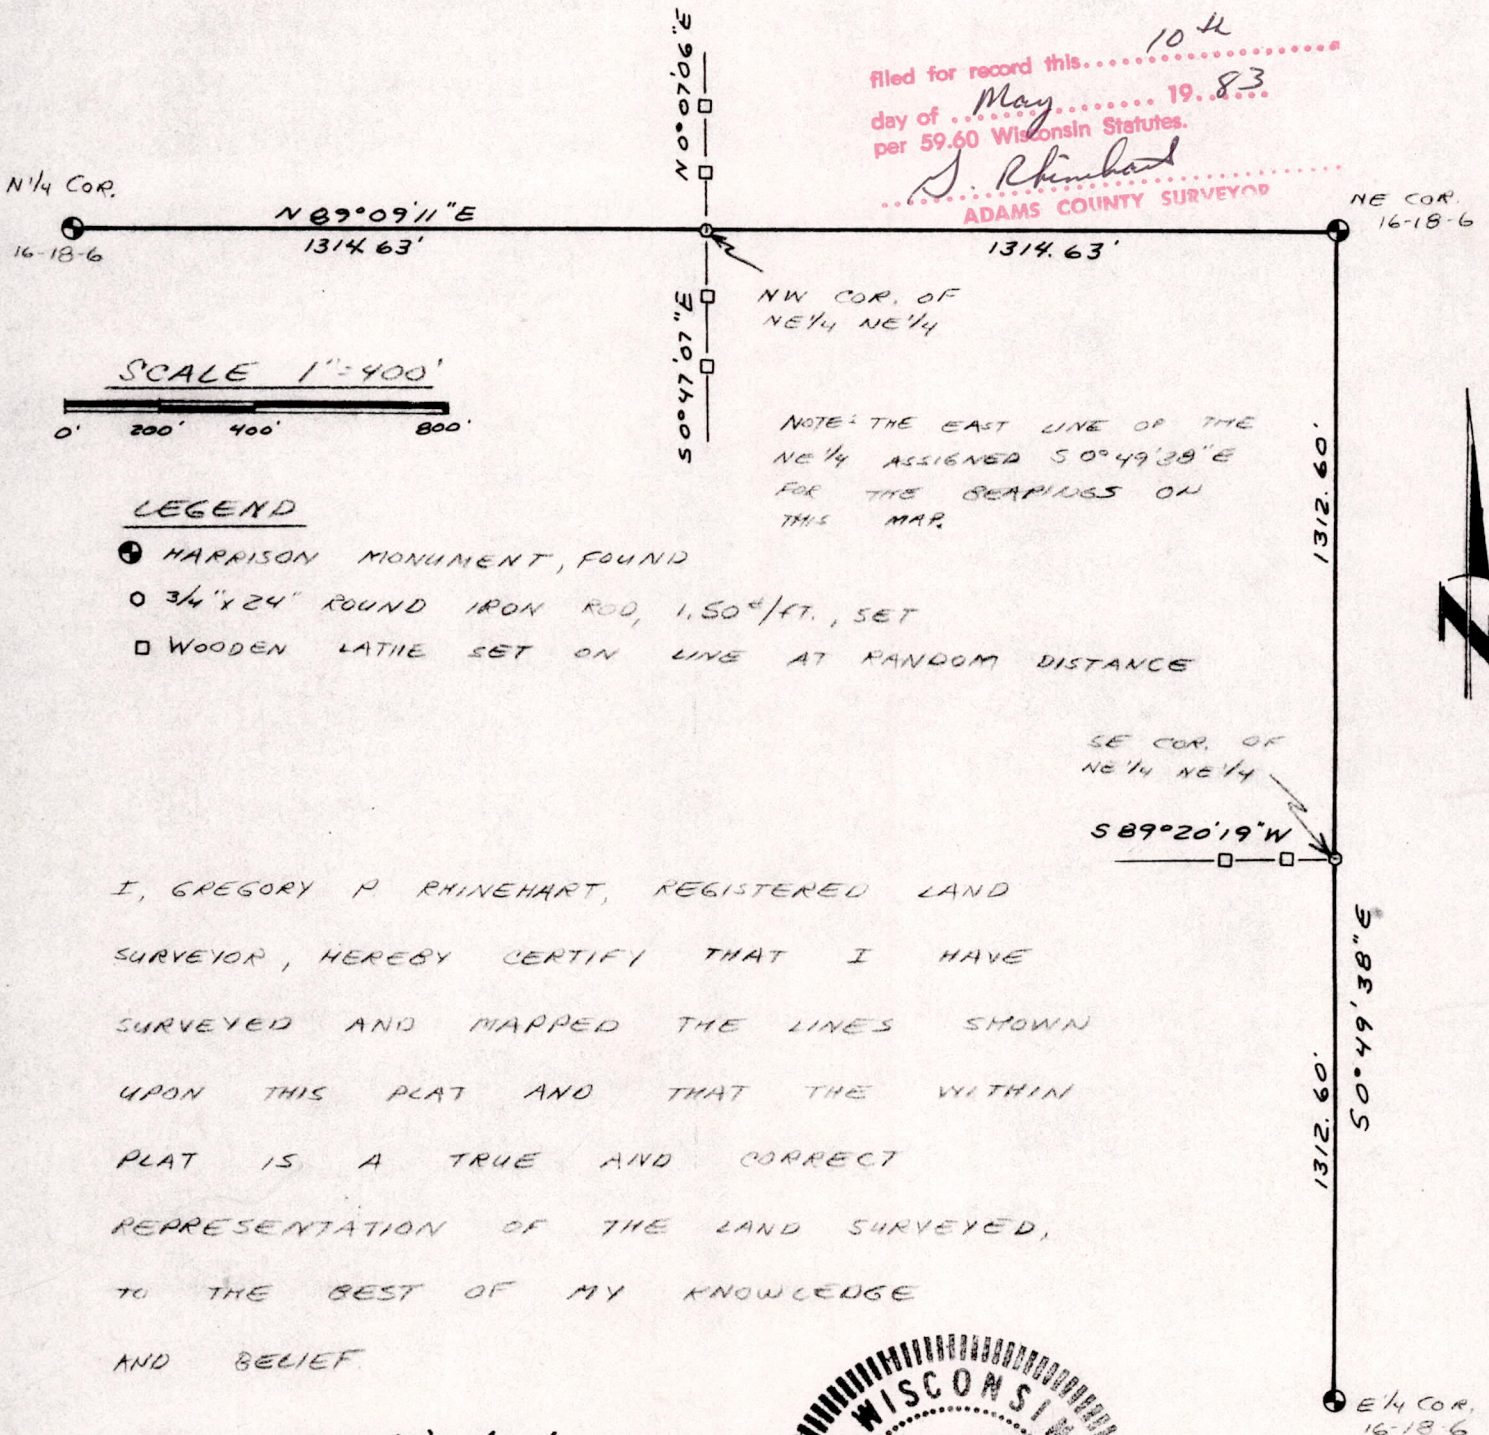 N 0°07'06" E
filed for record this 10th
day of May 19 83
per 59.60 Wisconsin Statutes.
ADAMS COUNTY SURVEYOR
N1/4 COR.
16-18-6
N 89°09'11"E
1314.63'
1314.63'
NE COR.
16-18-6
S 0°47'07" E
NW COR. OF
NE1/4 NE1/4
SCALE 1"=400'
0' 200' 400' 800'
NOTE: THE EAST LINE OF THE
NE 1/4 ASSIGNED S 0°49'38"E
FOR THE BEARINGS ON
THIS MAP.
1312.60'
N
LEGEND
HARRISON MONUMENT, FOUND
3/4"x24" ROUND IRON ROD, 1.50#/FT., SET
WOODEN LATHE SET ON LINE AT RANDOM DISTANCE
SE COR. OF
NE 1/4 NE 1/4
S 89°20'19"W
I, GREGORY P. RHINEHART, REGISTERED LAND
SURVEYOR, HEREBY CERTIFY THAT I HAVE
SURVEYED AND MAPPED THE LINES SHOWN
UPON THIS PLAT AND THAT THE WITHIN
PLAT IS A TRUE AND CORRECT
REPRESENTATION OF THE LAND SURVEYED,
TO THE BEST OF MY KNOWLEDGE
AND BELIEF.
S 0°49'38"E
1312.60'
WISCONSIN
E 1/4 COR.
16-18-6